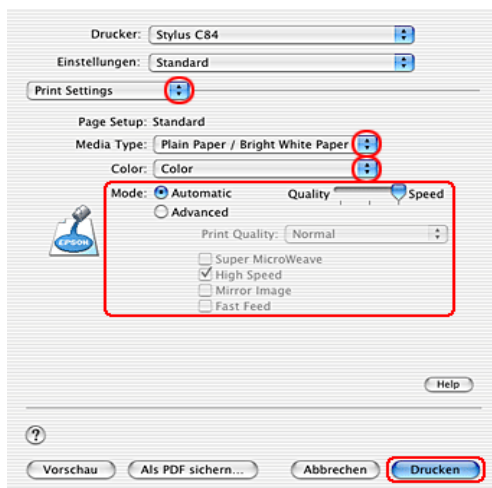 Drucker: Stylus C84
Einstellungen: Standard
Print Settings
Page Setup: Standard
Media Type: Plain Paper / Bright White Paper
Color: Color
Mode: Automatic Quality Speed
Advanced
Print Quality: Normal
Super MicroWeave
High Speed
Mirror Image
Fast Feed
EPSON
Help
?
Vorschau Als PDF sichern... Abbrechen Drucken